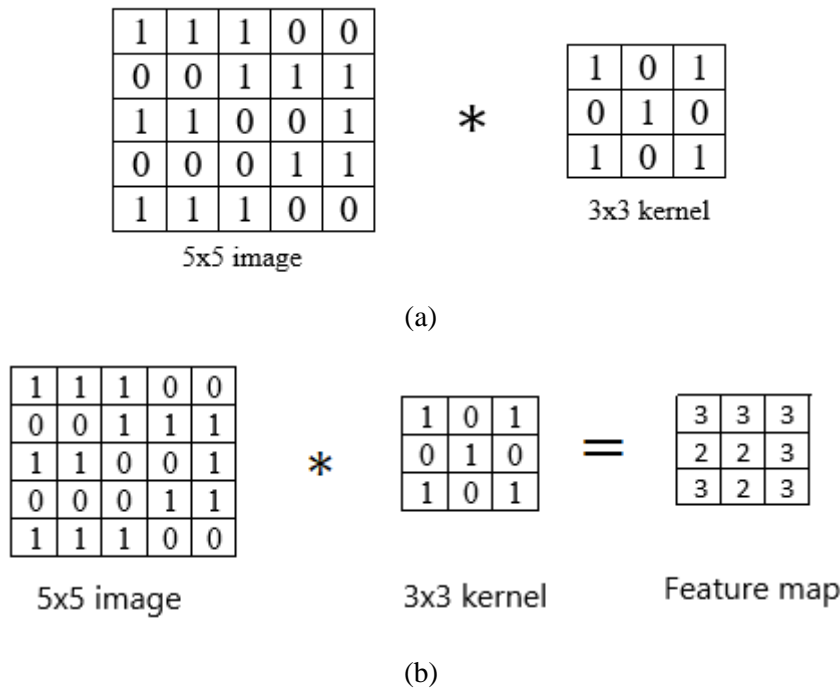 1 1 1 0 0
0 0 1 1 1
1 1 0 0 1
0 0 0 1 1
1 1 1 0 0
5x5 image
*
1 0 1
0 1 0
1 0 1
3x3 kernel
(a)
1 1 1 0 0
0 0 1 1 1
1 1 0 0 1
0 0 0 1 1
1 1 1 0 0
5x5 image
*
1 0 1
0 1 0
1 0 1
3x3 kernel
=
3 3 3
2 2 3
3 2 3
Feature map
(b)